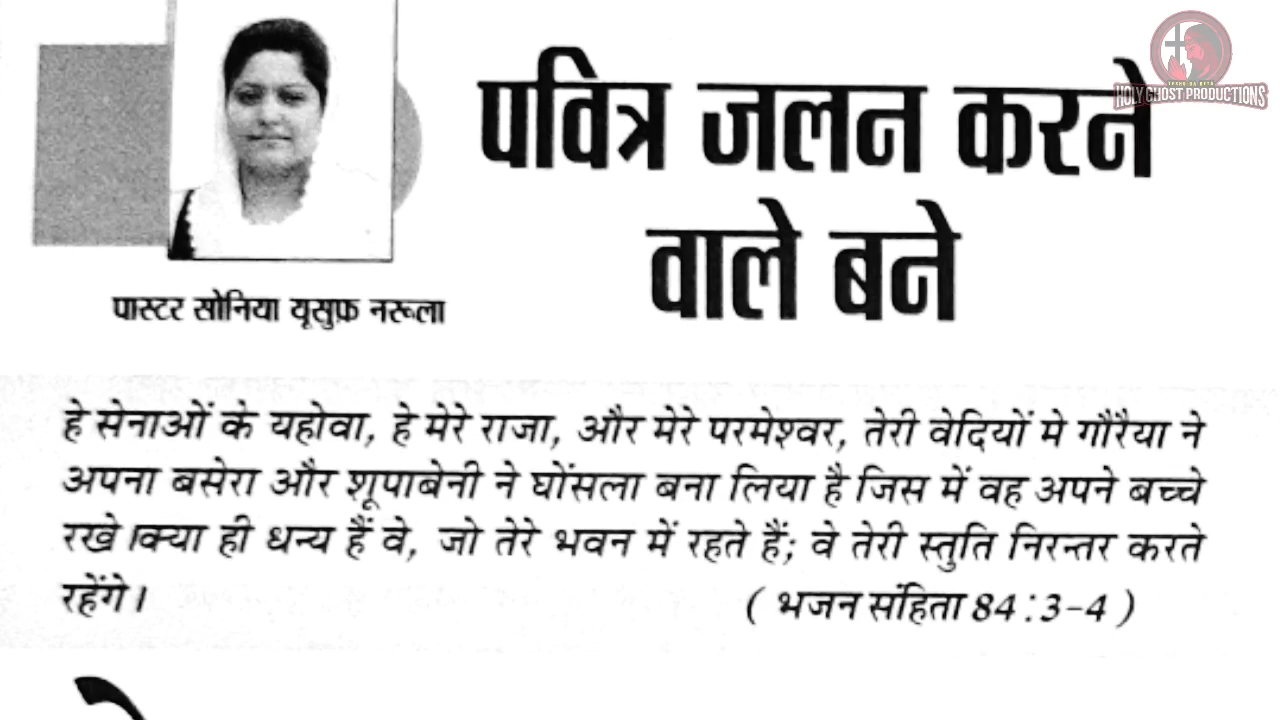 पवित्र जलन करने
वाले बने
पास्टर सोनिया यूसुफ़ नरूला
हे सेनाओं के यहोवा, हे मेरे राजा, और मेरे परमेश्वर, तेरी वेदियों मे गौरैया ने
अपना बसेरा और शूपाबेनी ने घोंसला बना लिया है जिस में वह अपने बच्चे
रखे।क्या ही धन्य हैं वे, जो तेरे भवन में रहते हैं; वे तेरी स्तुति निरन्तर करते
रहेंगे।
( भजन संहिता 84:3-4 )
HOLY GHOST PRODUCTIONS